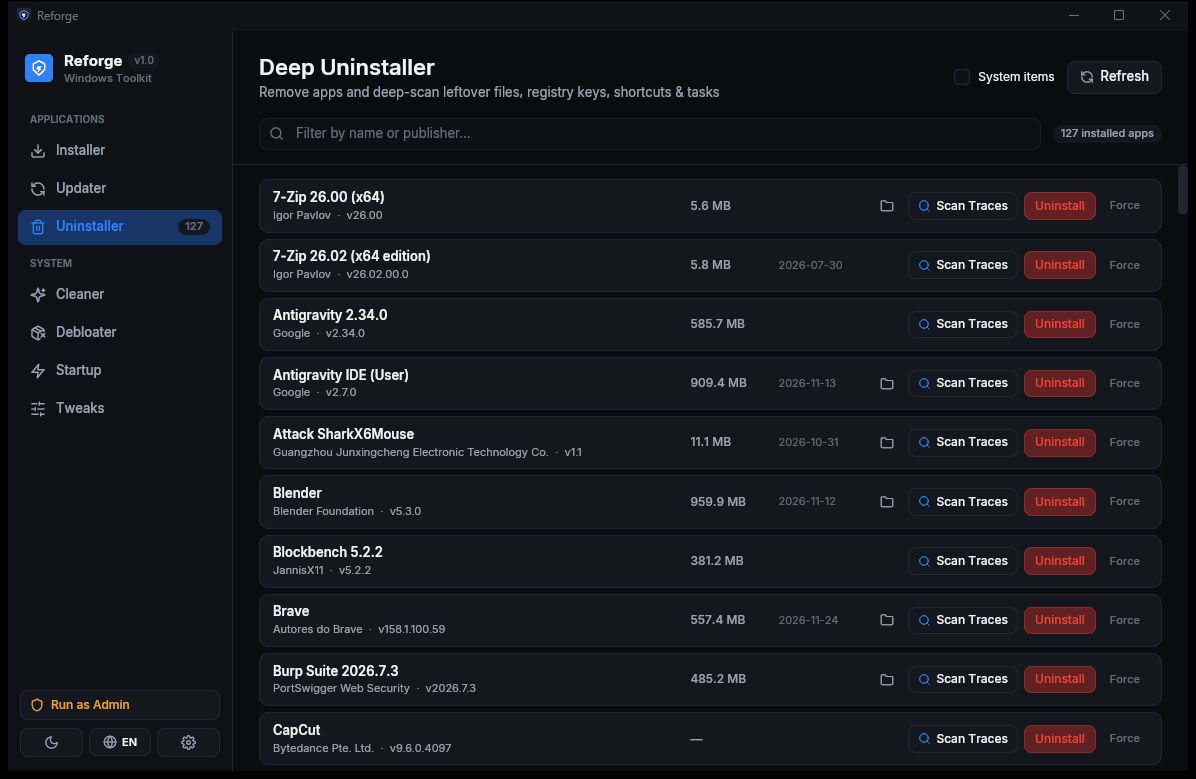 Reforge
Reforge v1.0
Windows Toolkit
APPLICATIONS
Installer
Updater
Uninstaller 127
SYSTEM
Cleaner
Debloater
Startup
Tweaks
Run as Admin
EN
Deep Uninstaller
Remove apps and deep-scan leftover files, registry keys, shortcuts & tasks
System items
Refresh
Filter by name or publisher...
127 installed apps
7-Zip 26.00 (x64)
Igor Pavlov · v26.00
5.6 MB
Scan Traces Uninstall Force
7-Zip 26.02 (x64 edition)
Igor Pavlov · v26.02.00.0
5.8 MB 2026-07-30
Scan Traces Uninstall Force
Antigravity 2.34.0
Google · v2.34.0
585.7 MB
Scan Traces Uninstall Force
Antigravity IDE (User)
Google · v2.7.0
909.4 MB 2026-11-13
Scan Traces Uninstall Force
Attack SharkX6Mouse
Guangzhou Junxingcheng Electronic Technology Co. · v1.1
11.1 MB 2026-10-31
Scan Traces Uninstall Force
Blender
Blender Foundation · v5.3.0
959.9 MB 2026-11-12
Scan Traces Uninstall Force
Blockbench 5.2.2
JannisX11 · v5.2.2
381.2 MB
Scan Traces Uninstall Force
Brave
Autores do Brave · v158.1.100.59
557.4 MB 2026-11-24
Scan Traces Uninstall Force
Burp Suite 2026.7.3
PortSwigger Web Security · v2026.7.3
485.2 MB
Scan Traces Uninstall Force
CapCut
Bytedance Pte. Ltd. · v9.6.0.4097
—
Scan Traces Uninstall Force